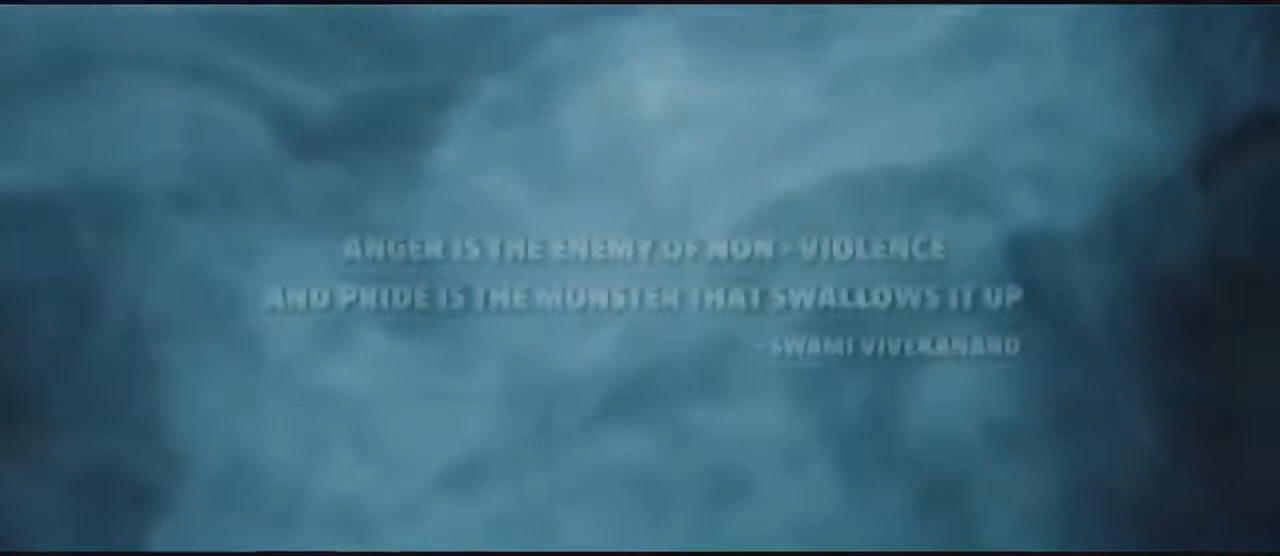 ANGER IS THE ENEMY OF NON - VIOLENCE
AND PRIDE IS THE MONSTER THAT SWALLOWS IT UP
- SWAMI VIVEKANAND